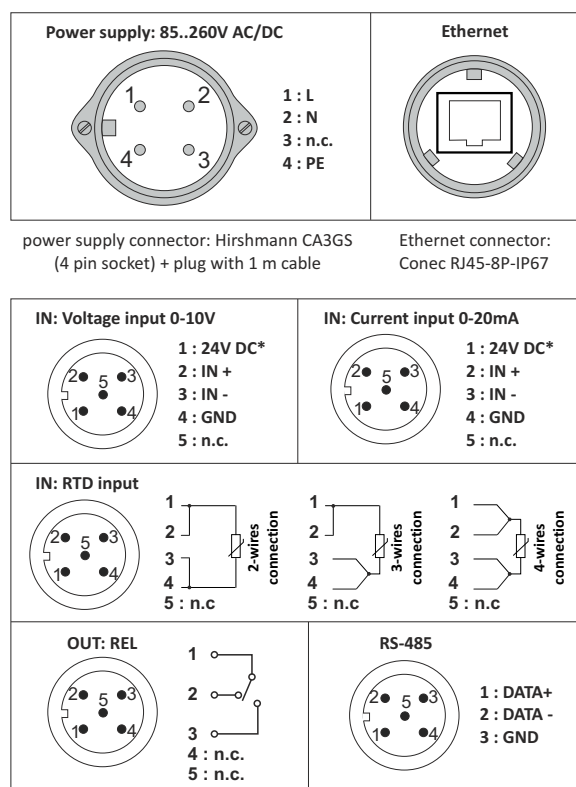 Power supply: 85..260V AC/DC
1
2
4
3
1 : L
2 : N
3 : n.c.
4 : PE
Ethernet
power supply connector: Hirshmann CA3GS
(4 pin socket) + plug with 1 m cable
Ethernet connector:
Conec RJ45-8P-IP67
IN: Voltage input 0-10V
2 5 3
1 4
1 : 24V DC*
2 : IN +
3 : IN -
4 : GND
5 : n.c.
IN: Current input 0-20mA
2 5 3
1 4
1 : 24V DC*
2 : IN +
3 : IN -
4 : GND
5 : n.c.
IN: RTD input
2 5 3
1 4
1
2
3
4
5 : n.c
2-wires
connection
1
2
3
4
5 : n.c
3-wires
connection
1
2
3
4
5 : n.c
4-wires
connection
OUT: REL
2 5 3
1 4
1
2
3
4 : n.c.
5 : n.c.
RS-485
2 5 3
1 4
1 : DATA+
2 : DATA -
3 : GND